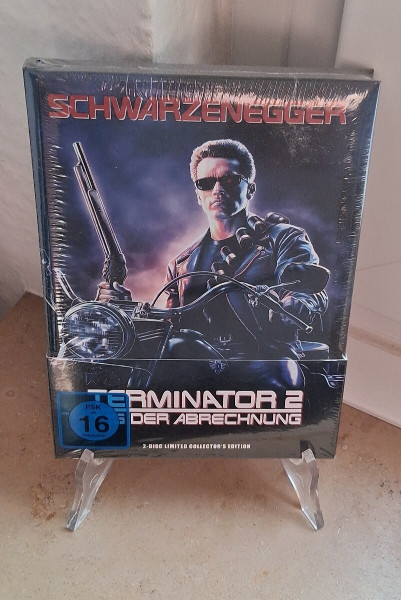 SCHWARZENEGGER
TERMINATOR 2
DER ABRECHNUNG
FSK
16
2-DISC LIMITED COLLECTOR'S EDITION